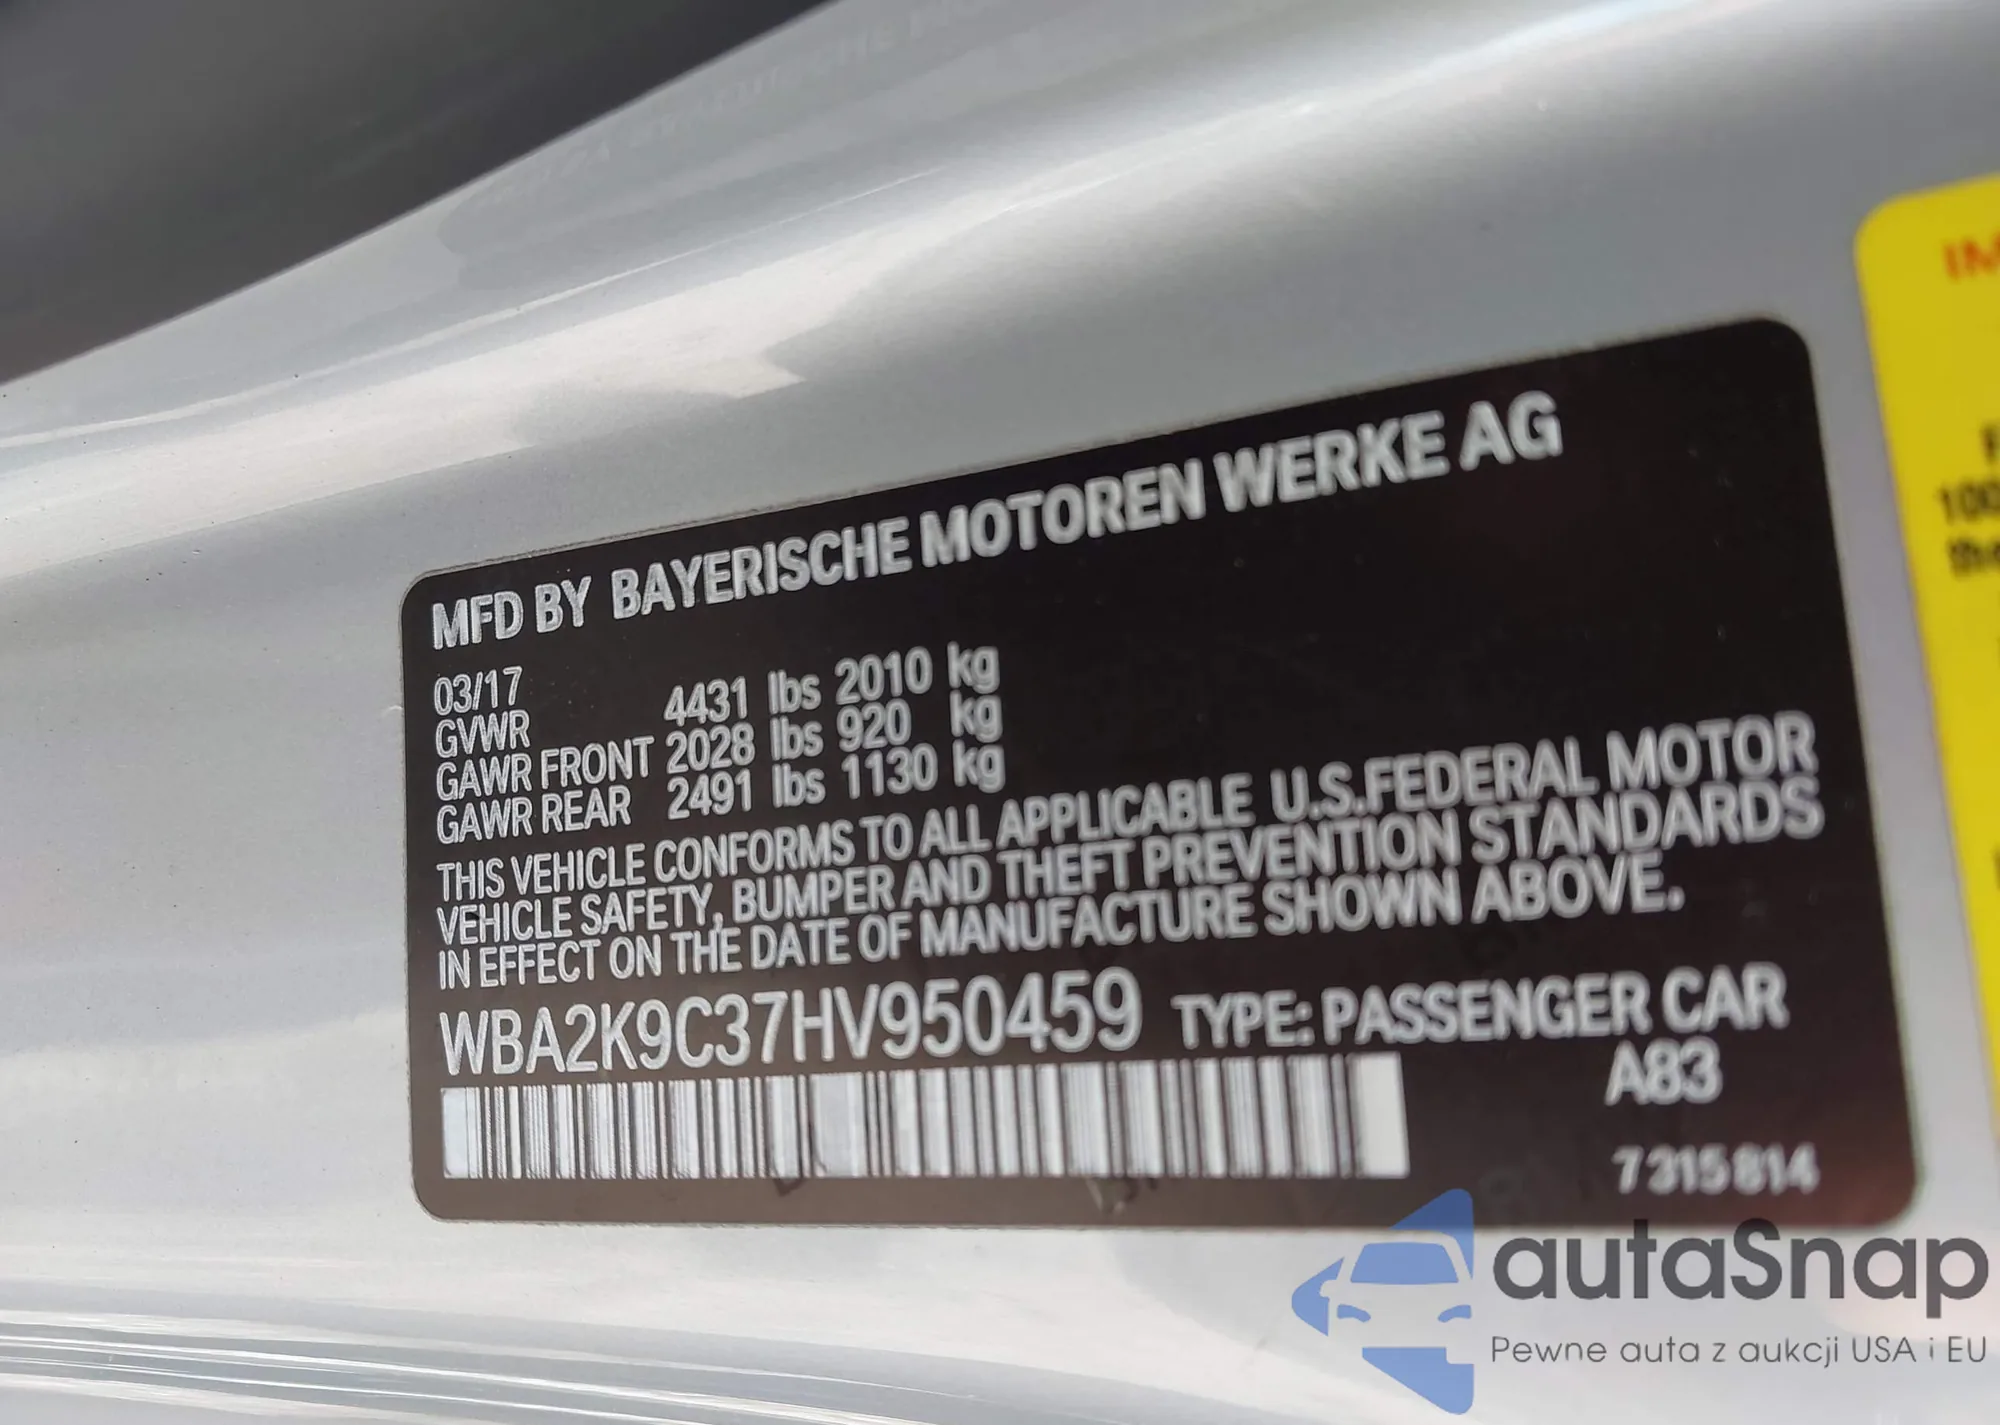 MFD BY BAYERISCHE MOTOREN WERKE AG
03/17
GVWR 4431 lbs 2010 kg
GAWR FRONT 2028 lbs 920 kg
GAWR REAR 2491 lbs 1130 kg
THIS VEHICLE CONFORMS TO ALL APPLICABLE U.S.FEDERAL MOTOR
VEHICLE SAFETY, BUMPER AND THEFT PREVENTION STANDARDS
IN EFFECT ON THE DATE OF MANUFACTURE SHOWN ABOVE.
WBA2K9C37HV950459 TYPE: PASSENGER CAR
A83
7315814
IM
100
the
autaSnap
Pewne auta z aukcji USA i EU